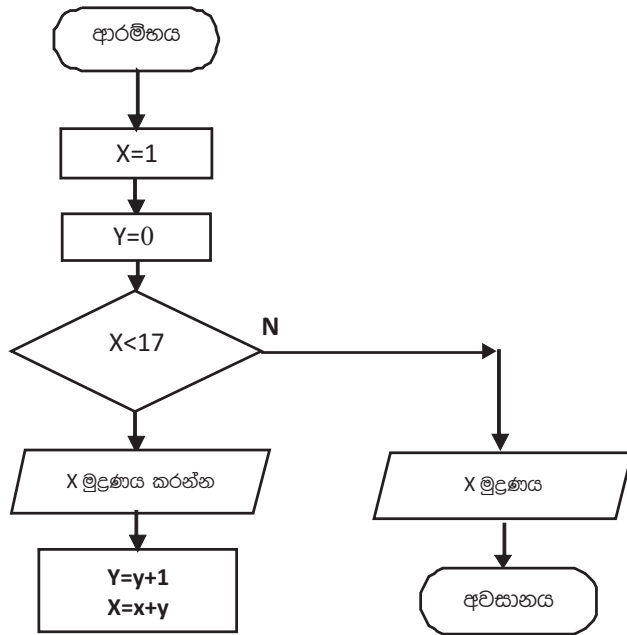 ආරම්භය
X=1
Y=0
X<17
N
X මුද්‍රණය කරන්න
X මුද්‍රණය
Y=y+1
X=x+y
අවසානය